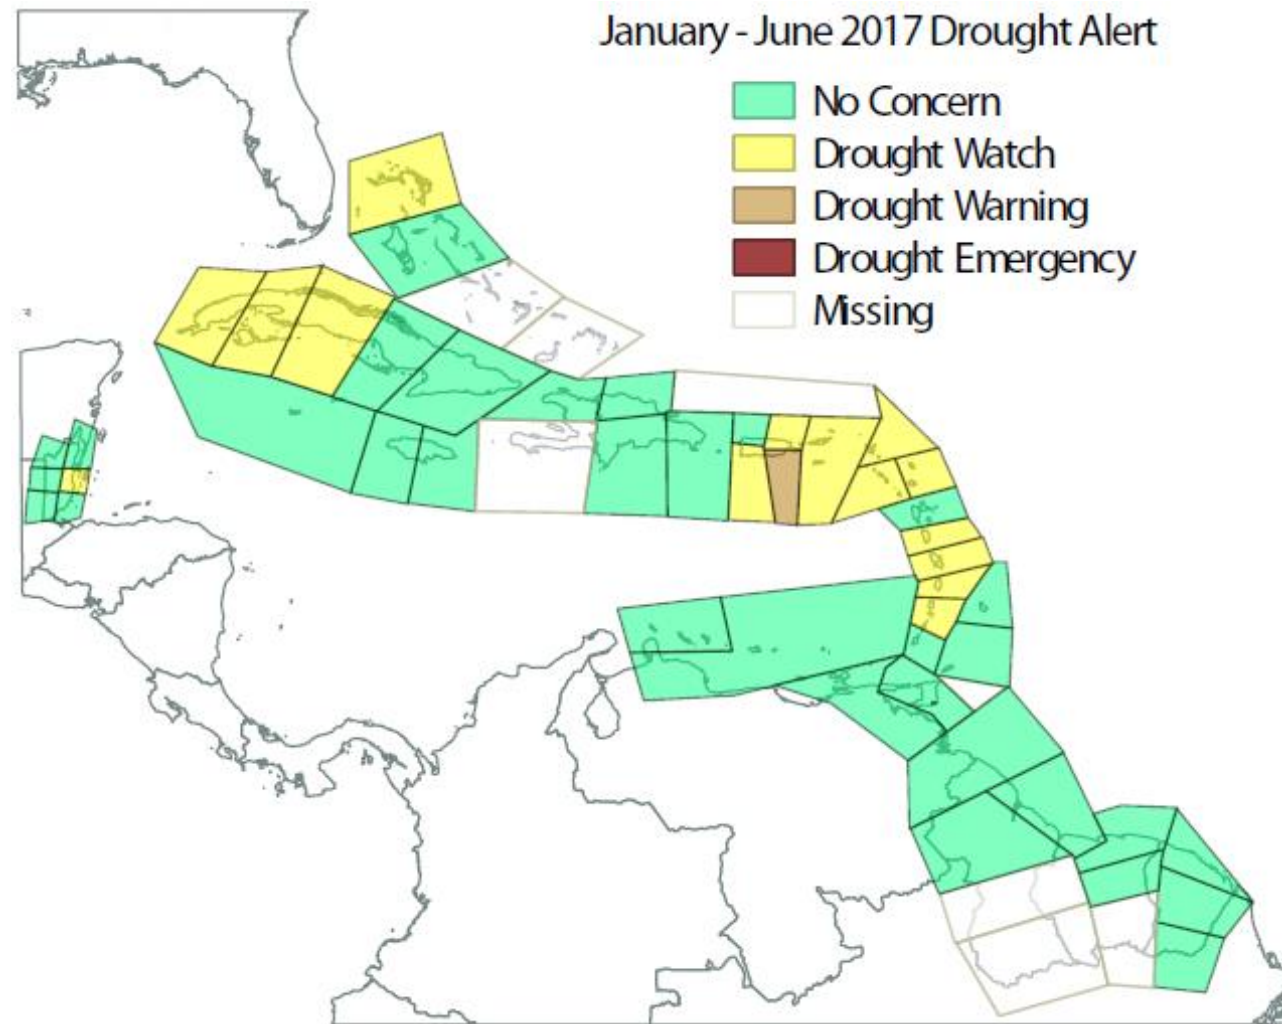 January - June 2017 Drought Alert
No Concern
Drought Watch
Drought Warning
Drought Emergency
Missing